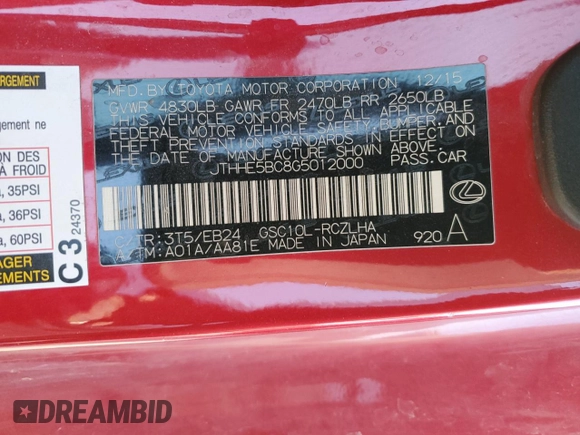 ARGEMENT
gement ne
ION DES
À FROID
a, 35PSI
a, 36PSI
a, 60PSI
AGER
EMENTS
C 3
24370
MFD. BY TOYOTA MOTOR CORPORATION 12/15
GVWR 4830LB GAWR FR 2470LB RR 2650LB
THIS VEHICLE CONFORMS TO ALL APPLICABLE
FEDERAL MOTOR VEHICLE SAFETY, BUMPER, AND
THEFT PREVENTION STANDARDS IN EFFECT ON
THE DATE OF MANUFACTURE SHOWN ABOVE.
JTHHE5BC8G5012000 PASS. CAR
C/TR: 3T5/EB24 GSC10L-RCZLHA
A/TM: A01A/AA81E MADE IN JAPAN 920 A
DREAMBID